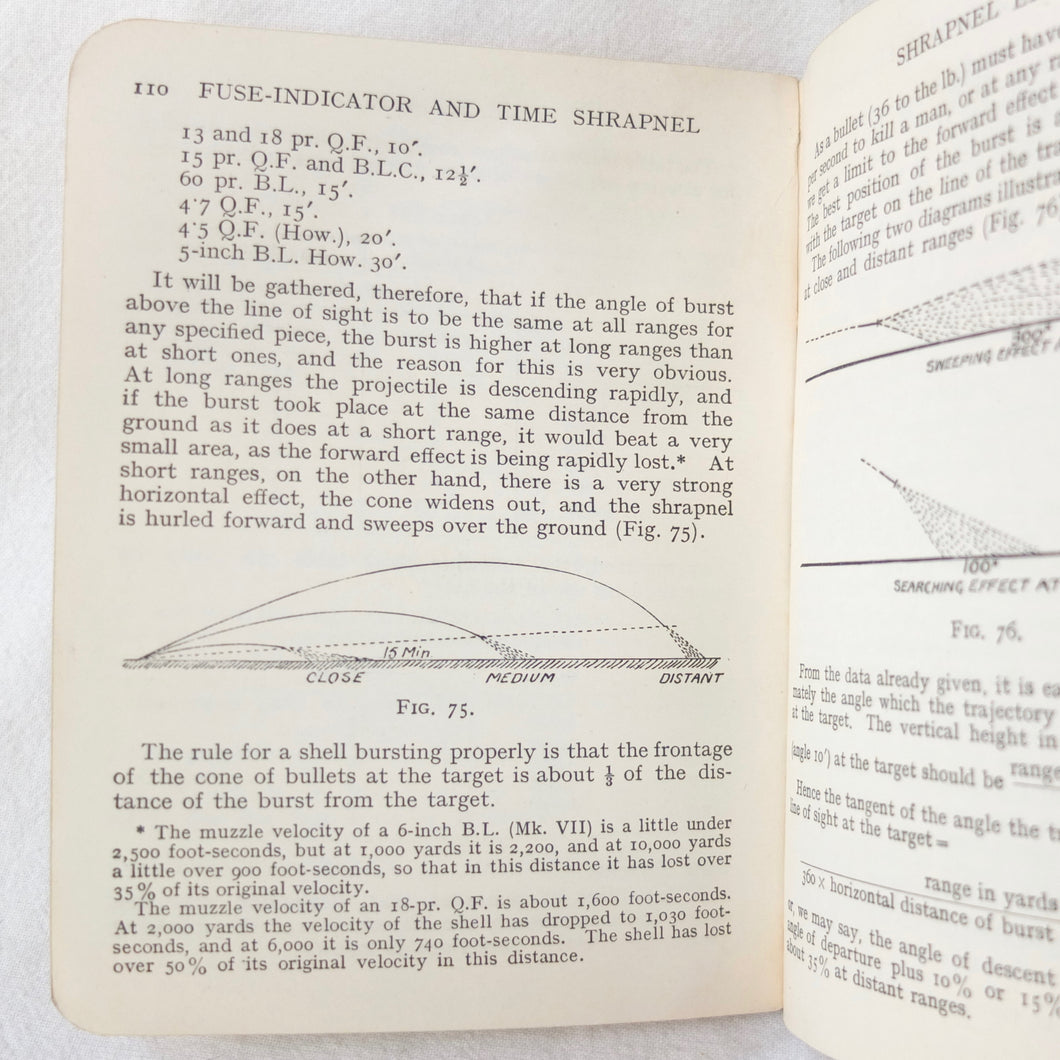 110 FUSE-INDICATOR AND TIME SHRAPNEL
13 and 18 pr. Q.F., 10′.
15 pr. Q.F. and B.L.C., 12½′.
60 pr. B.L., 15′.
4·7 Q.F., 15′.
4·5 Q.F. (How.), 20′.
5-inch B.L. How. 30′.
It will be gathered, therefore, that if the angle of burst
above the line of sight is to be the same at all ranges for
any specified piece, the burst is higher at long ranges than
at short ones, and the reason for this is very obvious.
At long ranges the projectile is descending rapidly, and
if the burst took place at the same distance from the
ground as it does at a short range, it would beat a very
small area, as the forward effect is being rapidly lost.* At
short ranges, on the other hand, there is a very strong
horizontal effect, the cone widens out, and the shrapnel
is hurled forward and sweeps over the ground (Fig. 75).
15 Min.
CLOSE MEDIUM DISTANT
FIG. 75.
The rule for a shell bursting properly is that the frontage
of the cone of bullets at the target is about ⅓ of the dis-
tance of the burst from the target.
* The muzzle velocity of a 6-inch B.L. (Mk. VII) is a little under
2,500 foot-seconds, but at 1,000 yards it is 2,200, and at 10,000 yards
a little over 900 foot-seconds, so that in this distance it has lost over
35% of its original velocity.
The muzzle velocity of an 18-pr. Q.F. is about 1,600 foot-seconds.
At 2,000 yards the velocity of the shell has dropped to 1,030 foot-
seconds, and at 6,000 it is only 740 foot-seconds. The shell has lost
over 50% of its original velocity in this distance.
SHRAPNEL
As a bullet (36 to the lb.) must have
per second to kill a man, or at any
we get a limit to the forward effect
The best position of the burst is
with the target on the line of the
The following two diagrams
at close and distant ranges (Fig. 76
SWEEPING EFFECT
100ˣ
SEARCHING EFFECT AT
FIG. 76.
From the data already given, it is
mately the angle which the trajectory
at the target. The vertical height in
(angle 10′) at the target should be range
Hence the tangent of the angle the
line of sight at the target =
range in yards
360 × horizontal distance of burst
or, we may say, the angle of descent
angle of departure plus 10% or 15%
about 35% at distant ranges.